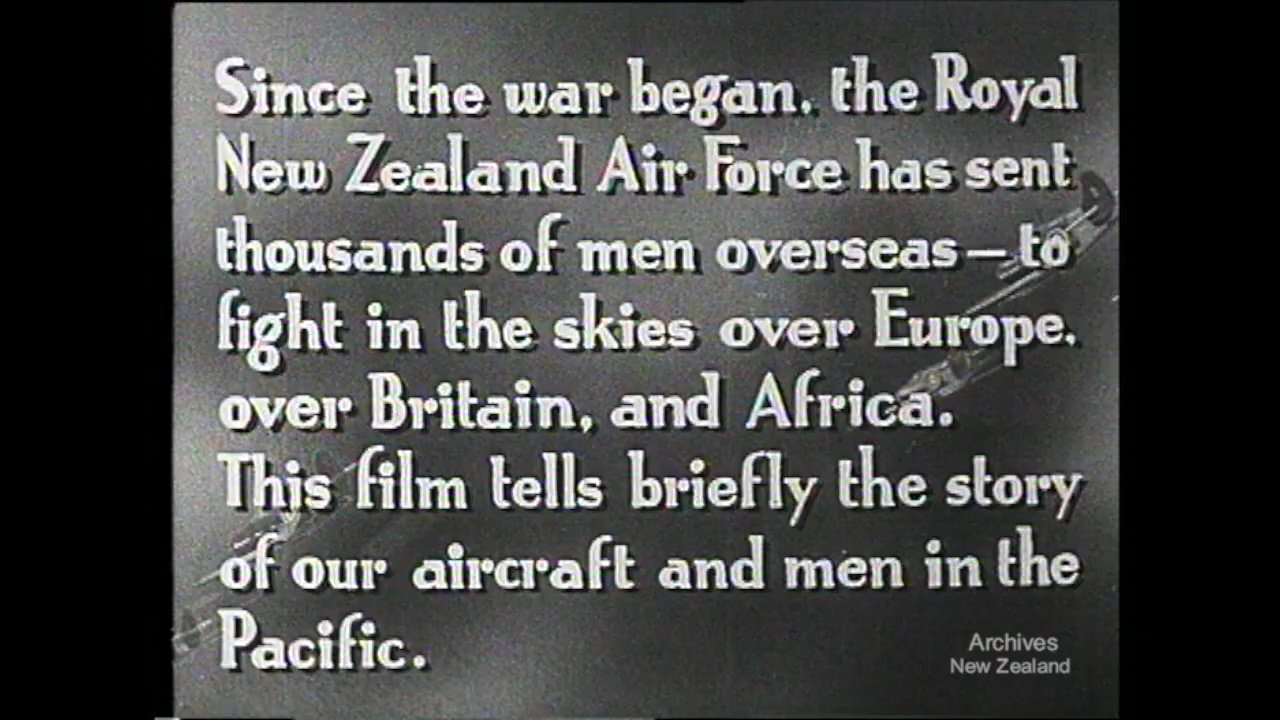 Since the war began, the Royal
New Zealand Air Force has sent
thousands of men overseas — to
fight in the skies over Europe,
over Britain, and Africa.
This film tells briefly the story
of our aircraft and men in the
Pacific.
Archives
New Zealand